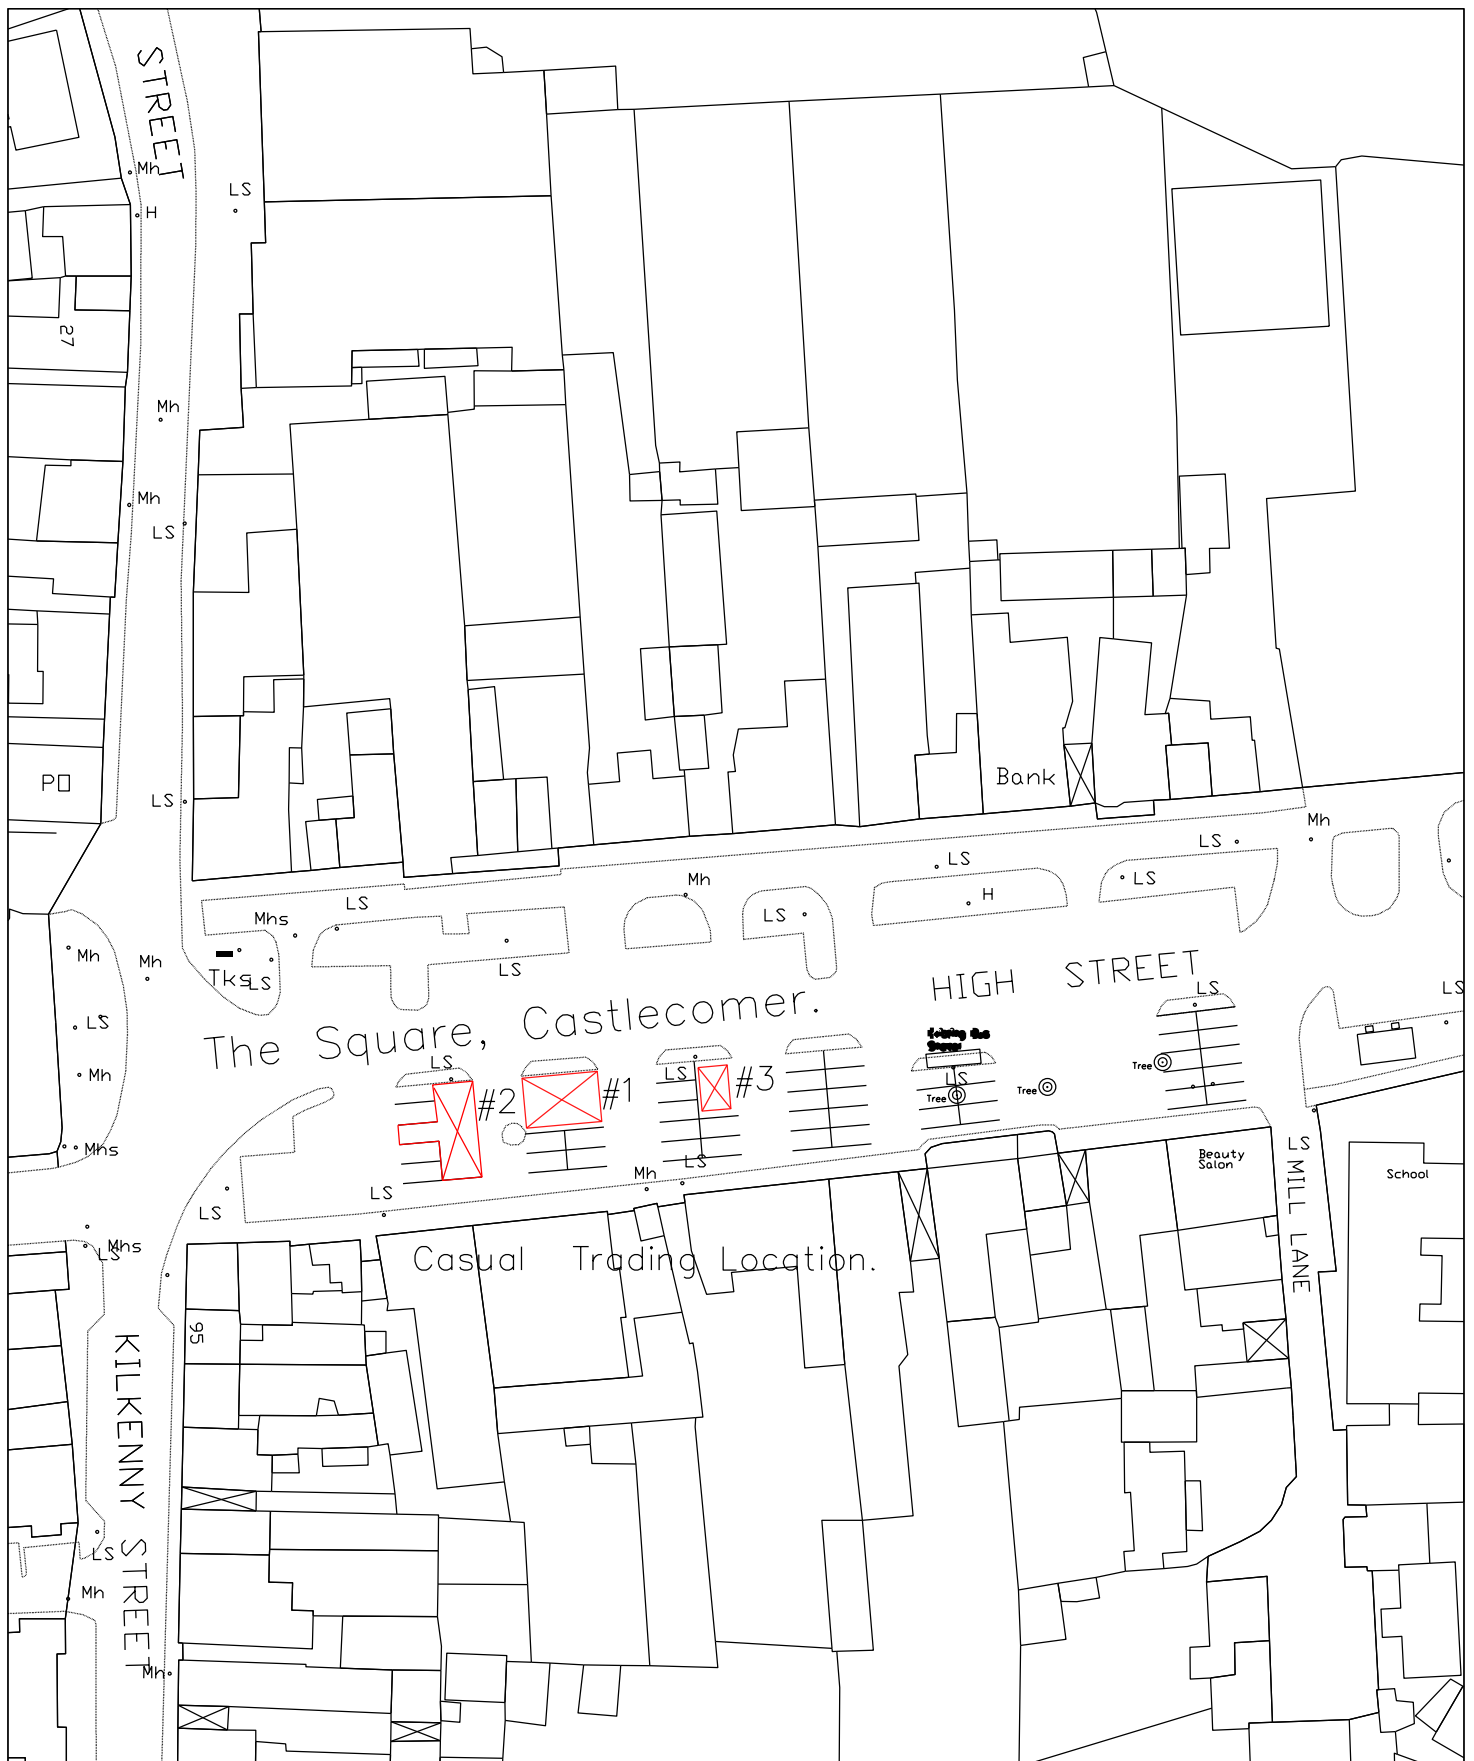 STREET
Mh
LS
H
27
Mh
Mh
LS
PO
LS
Bank
Mh
LS
LS
LS
Mh
H
LS
Mhs
LS
Mh
Mh
Tks
LS
LS
HIGH STREET
LS
LS
The Square, Castlecomer.
LS
LS
Mh
#2
#1
LS
#3
LS
Tree
Tree
Tree
Mhs
LS
Mh
LS
LS
Beauty
Salon
School
LS
MILL LANE
Mhs
LS
Casual Trading Location.
95
KILKENNY STREET
LS
Mh
Mh